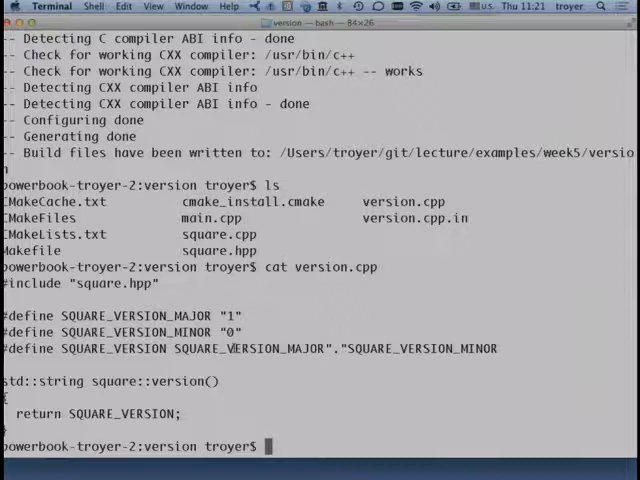 Terminal Shell Edit View Window Help U.S. Thu 11:21 troyer
version — bash — 84×26
-- Detecting C compiler ABI info - done
-- Check for working CXX compiler: /usr/bin/c++
-- Check for working CXX compiler: /usr/bin/c++ -- works
Detecting CXX compiler ABI info
Detecting CXX compiler ABI info - done
- Configuring done
- Generating done
- Build files have been written to: /Users/troyer/git/lecture/examples/week5/versio
n
powerbook-troyer-2:version troyer$ ls
CMakeCache.txt cmake_install.cmake version.cpp
CMakeFiles main.cpp version.cpp.in
CMakeLists.txt square.cpp
Makefile square.hpp
powerbook-troyer-2:version troyer$ cat version.cpp
#include "square.hpp"
#define SQUARE_VERSION_MAJOR "1"
#define SQUARE_VERSION_MINOR "0"
#define SQUARE_VERSION SQUARE_VERSION_MAJOR"."SQUARE_VERSION_MINOR
std::string square::version()
{
return SQUARE_VERSION;
}
powerbook-troyer-2:version troyer$